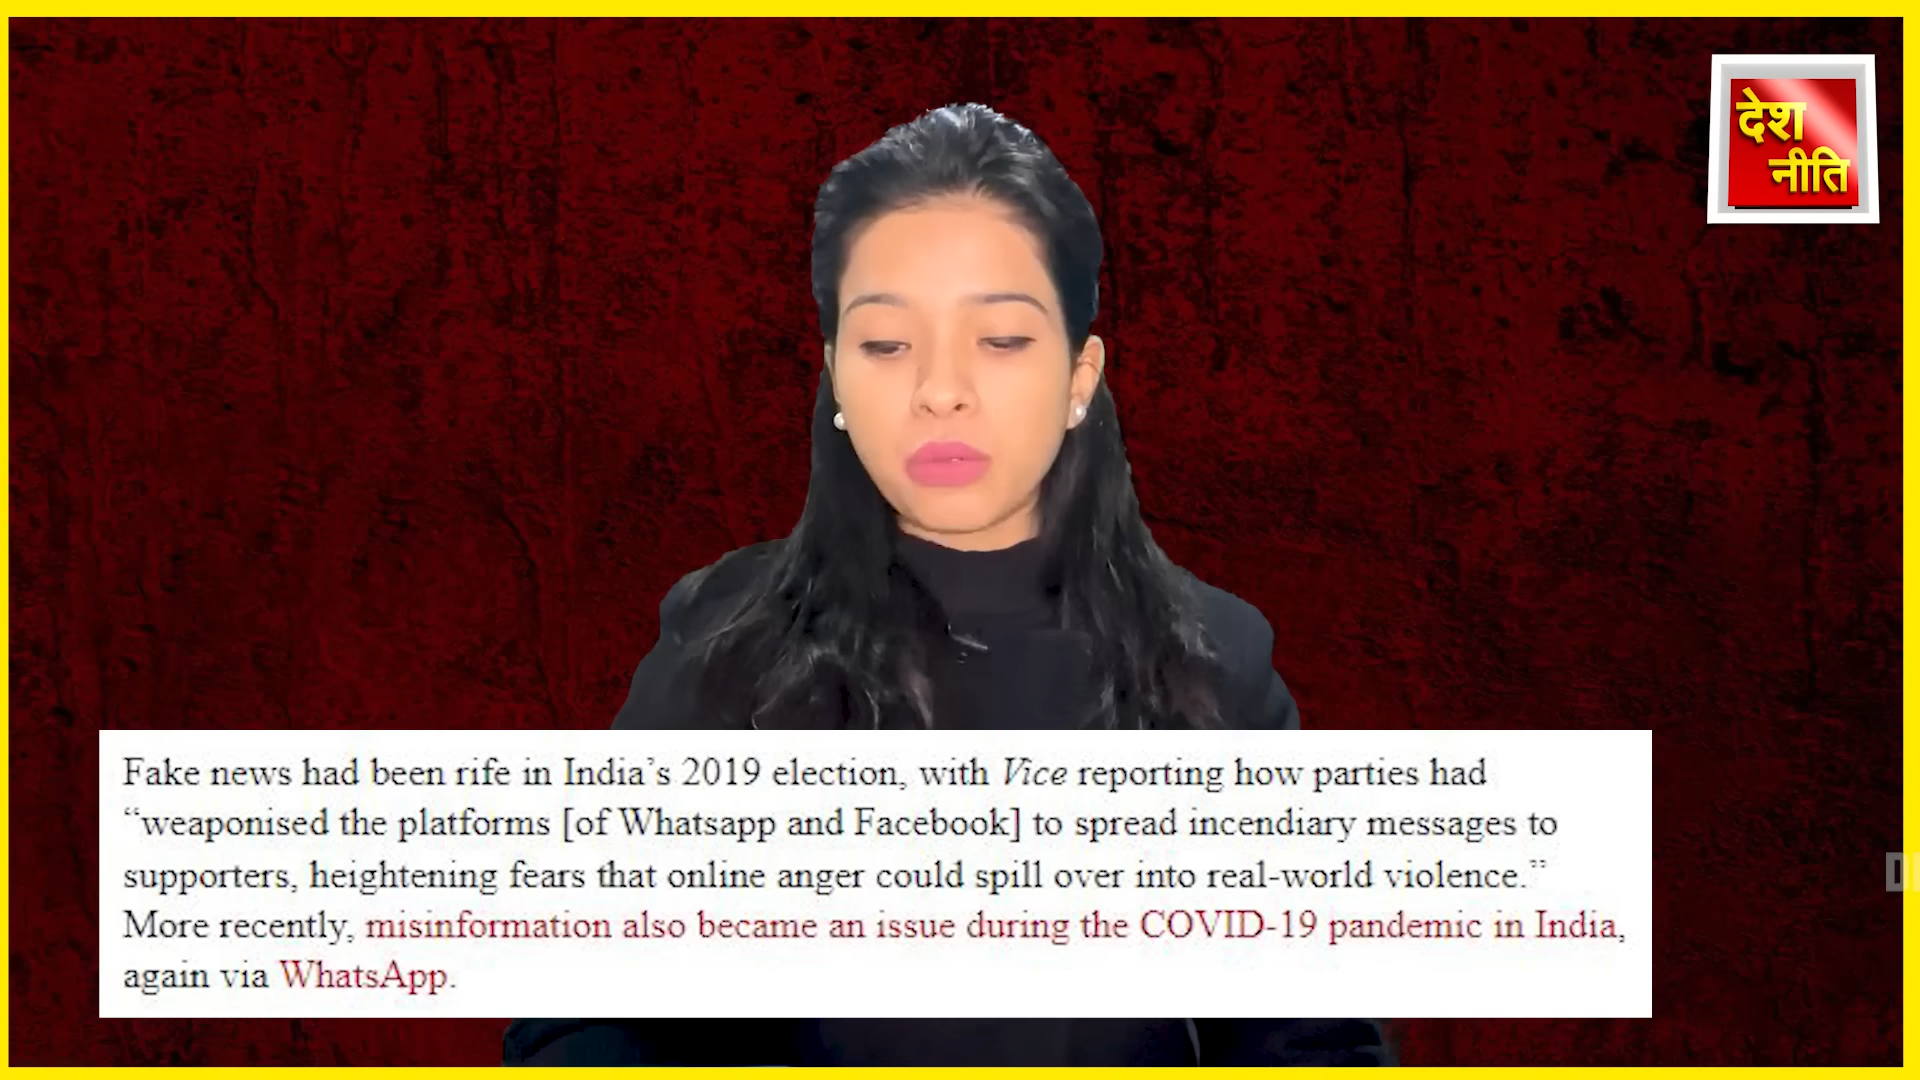 देश
नीति
Fake news had been rife in India’s 2019 election, with Vice reporting how parties had
“weaponised the platforms [of Whatsapp and Facebook] to spread incendiary messages to
supporters, heightening fears that online anger could spill over into real-world violence.”
More recently, misinformation also became an issue during the COVID-19 pandemic in India,
again via WhatsApp.